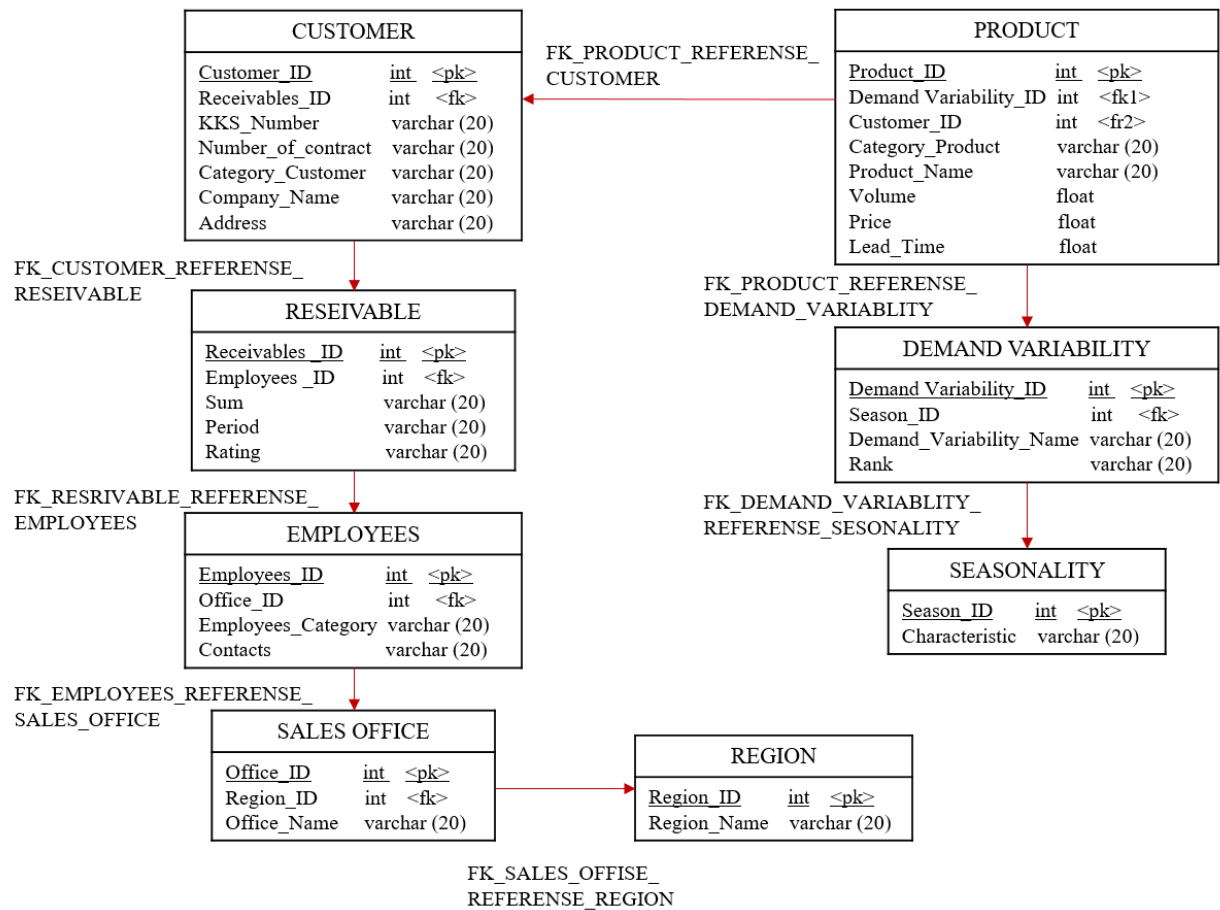 CUSTOMER
Customer_ID int <pk>
Receivables_ID int <fk>
KKS_Number varchar (20)
Number_of_contract varchar (20)
Category_Customer varchar (20)
Company_Name varchar (20)
Address varchar (20)
FK_PRODUCT_REFERENSE_
CUSTOMER
PRODUCT
Product_ID int <pk>
Demand Variability_ID int <fk1>
Customer_ID int <fr2>
Category_Product varchar (20)
Product_Name varchar (20)
Volume float
Price float
Lead_Time float
FK_CUSTOMER_REFERENSE_
RESEIVABLE
RESEIVABLE
Receivables _ID int <pk>
Employees _ID int <fk>
Sum varchar (20)
Period varchar (20)
Rating varchar (20)
FK_PRODUCT_REFERENSE_
DEMAND_VARIABLITY
DEMAND VARIABILITY
Demand Variability_ID int <pk>
Season_ID int <fk>
Demand_Variability_Name varchar (20)
Rank varchar (20)
FK_RESRIVABLE_REFERENSE_
EMPLOYEES
EMPLOYEES
Employees_ID int <pk>
Office_ID int <fk>
Employees_Category varchar (20)
Contacts varchar (20)
FK_DEMAND_VARIABLITY_
REFERENSE_SESONALITY
SEASONALITY
Season_ID int <pk>
Characteristic varchar (20)
FK_EMPLOYEES_REFERENSE_
SALES_OFFICE
SALES OFFICE
Office_ID int <pk>
Region_ID int <fk>
Office_Name varchar (20)
REGION
Region_ID int <pk>
Region_Name varchar (20)
FK_SALES_OFFISE_
REFERENSE_REGION